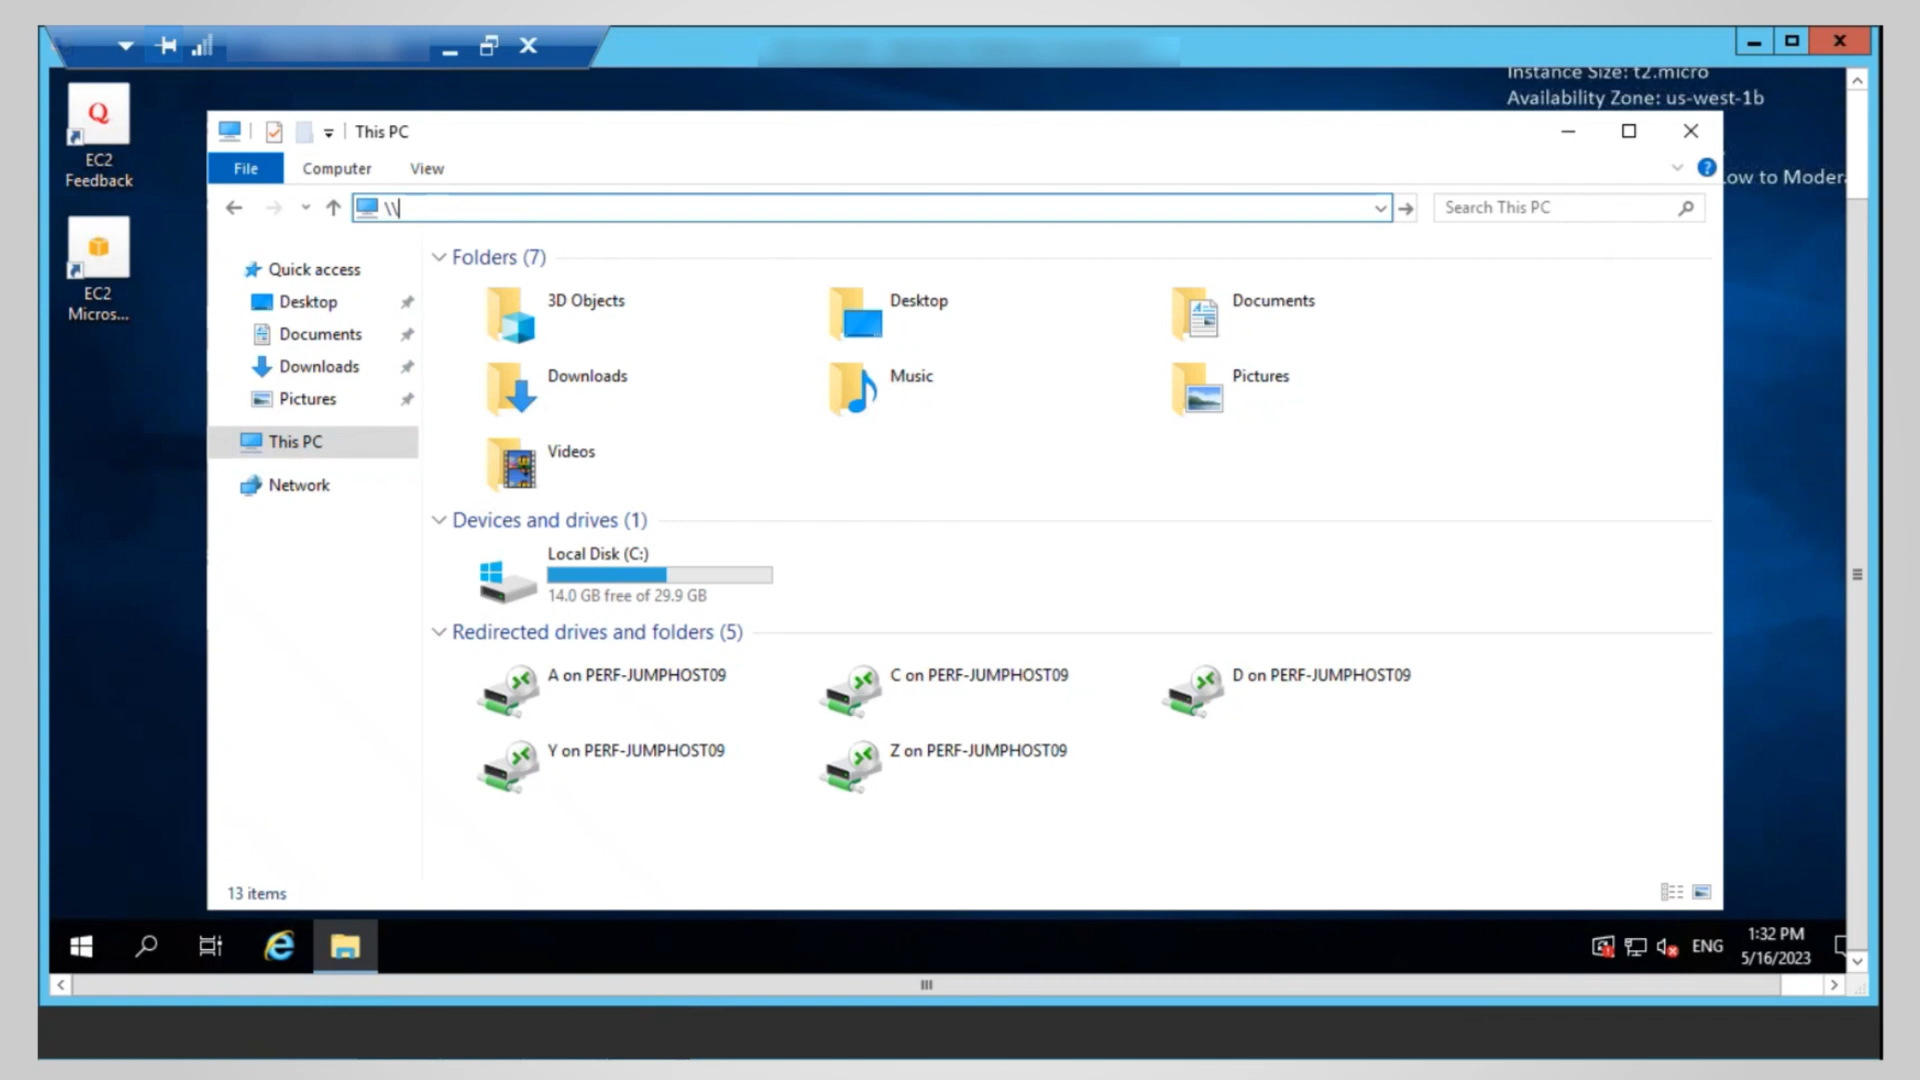 Instance Size: t2.micro
Availability Zone: us-west-1b
Q
EC2
Feedback
This PC
File
Computer
View
?
Low to Modera
\\
Search This PC
EC2
Micros...
Quick access
Desktop
Documents
Downloads
Pictures
This PC
Network
Folders (7)
3D Objects
Desktop
Documents
Downloads
Music
Pictures
Videos
Devices and drives (1)
Local Disk (C:)
14.0 GB free of 29.9 GB
Redirected drives and folders (5)
A on PERF-JUMPHOST09
C on PERF-JUMPHOST09
D on PERF-JUMPHOST09
Y on PERF-JUMPHOST09
Z on PERF-JUMPHOST09
13 items
ENG
1:32 PM
5/16/2023